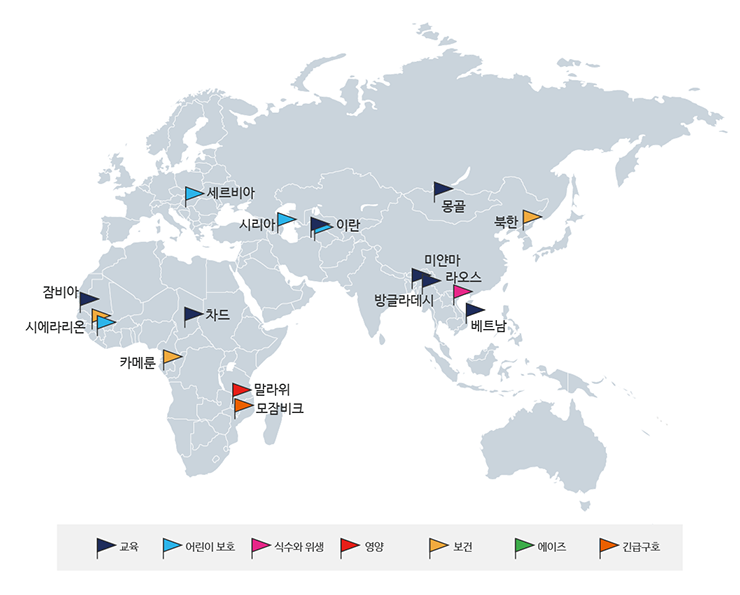 세르비아
몽골
시리아
이란
북한
미얀마
라오스
잠비아
방글라데시
차드
시에라리온
베트남
카메룬
말라위
모잠비크
교육
어린이 보호
식수와 위생
영양
보건
에이즈
긴급구호